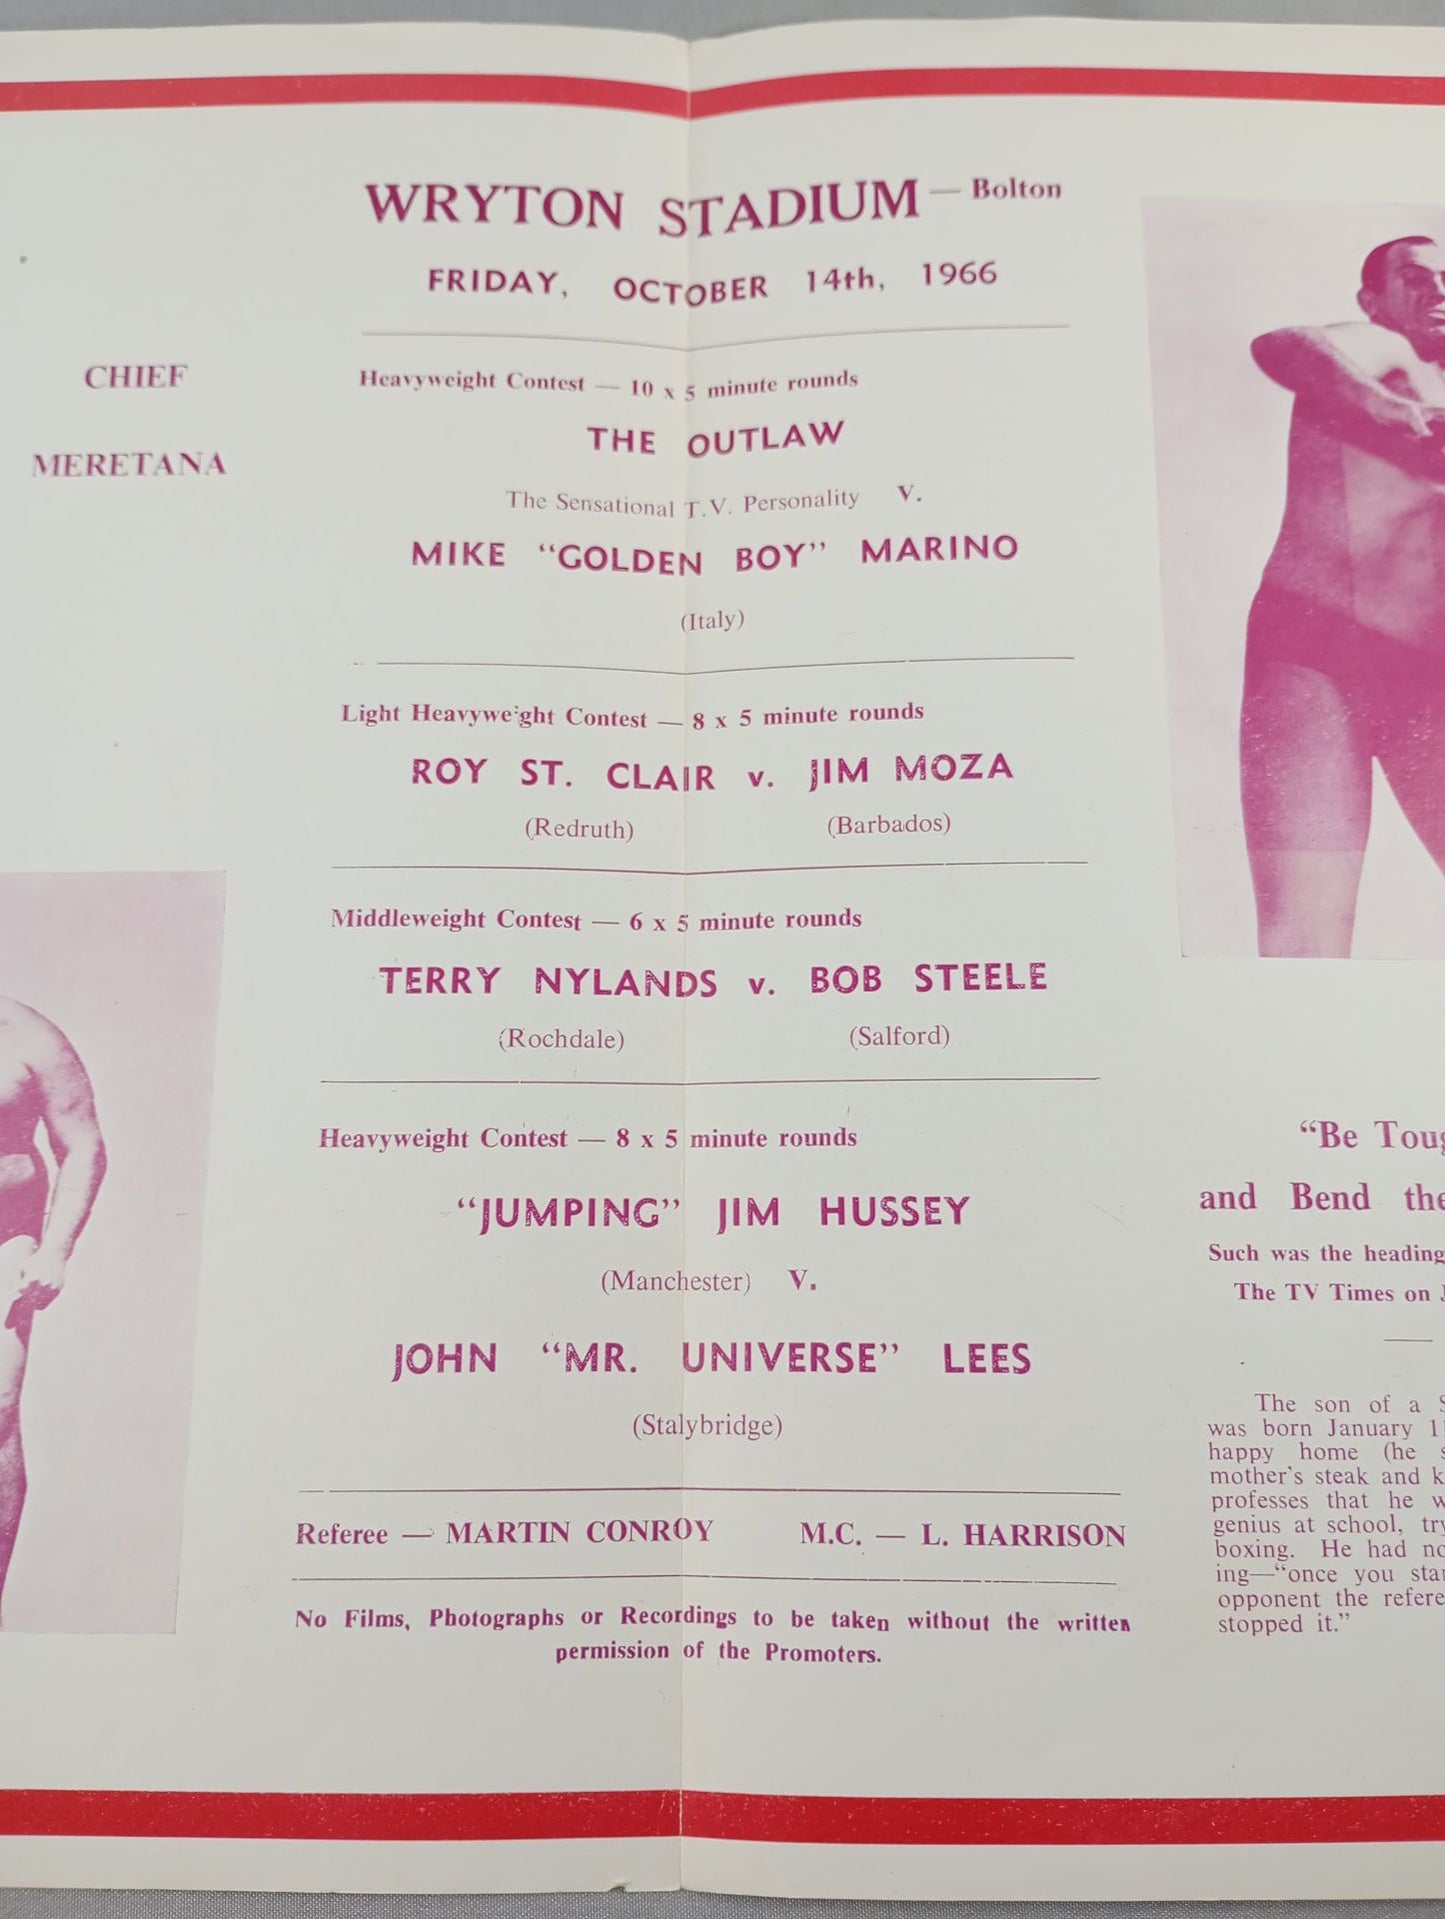 CHIEF
MERETANA
WRYTON STADIUM — Bolton
FRIDAY, OCTOBER 14th, 1966
Heavyweight Contest — 10 x 5 minute rounds
THE OUTLAW
The Sensational T.V. Personality V.
MIKE “GOLDEN BOY” MARINO
(Italy)
Light Heavyweight Contest — 8 x 5 minute rounds
ROY ST. CLAIR v. JIM MOZA
(Redruth) (Barbados)
Middleweight Contest — 6 x 5 minute rounds
TERRY NYLANDS v. BOB STEELE
(Rochdale) (Salford)
Heavyweight Contest — 8 x 5 minute rounds
“JUMPING” JIM HUSSEY
(Manchester) V.
JOHN “MR. UNIVERSE” LEES
(Stalybridge)
Referee — MARTIN CONROY M.C. — L. HARRISON
No Films, Photographs or Recordings to be taken without the written
permission of the Promoters.
“Be
and Bend
Such was the heading
The TV Times on
The son of a
was born January
happy home (he
mother’s steak and
professes that he
genius at school,
boxing. He had
ing—“once you
opponent the
stopped it.”